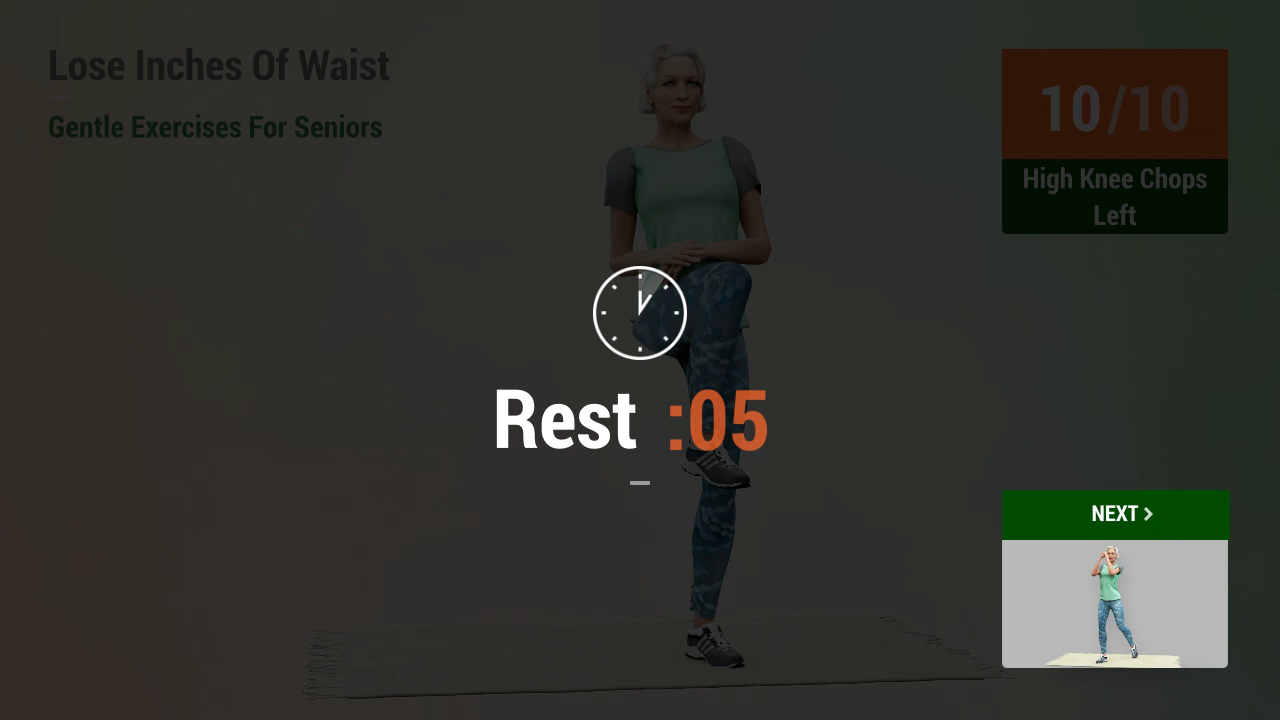 Lose Inches Of Waist
Gentle Exercises For Seniors
10/10
High Knee Chops
Left
Rest :05
NEXT